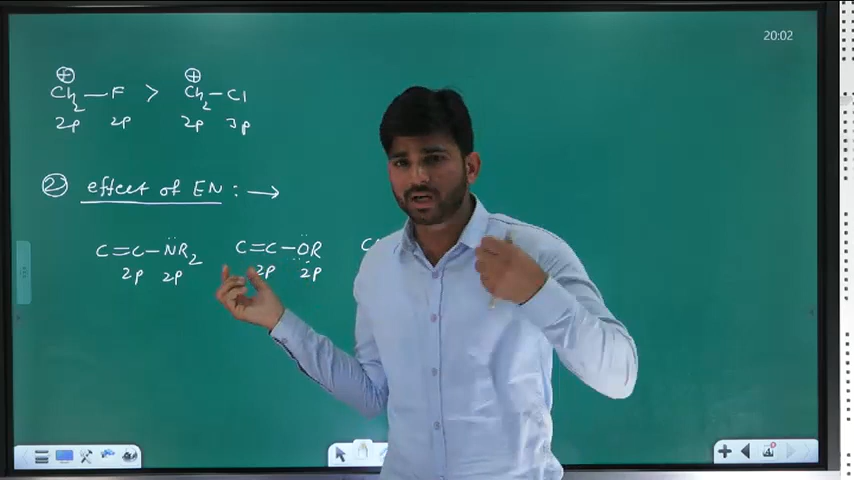 20:02
⊕ ⊕
CH₂—F > CH₂—Cl
2p 2p 2p 3p
② effect of EN : →
C=C—N̈R₂ C=C—ÖR C
2p 2p 2p 2p